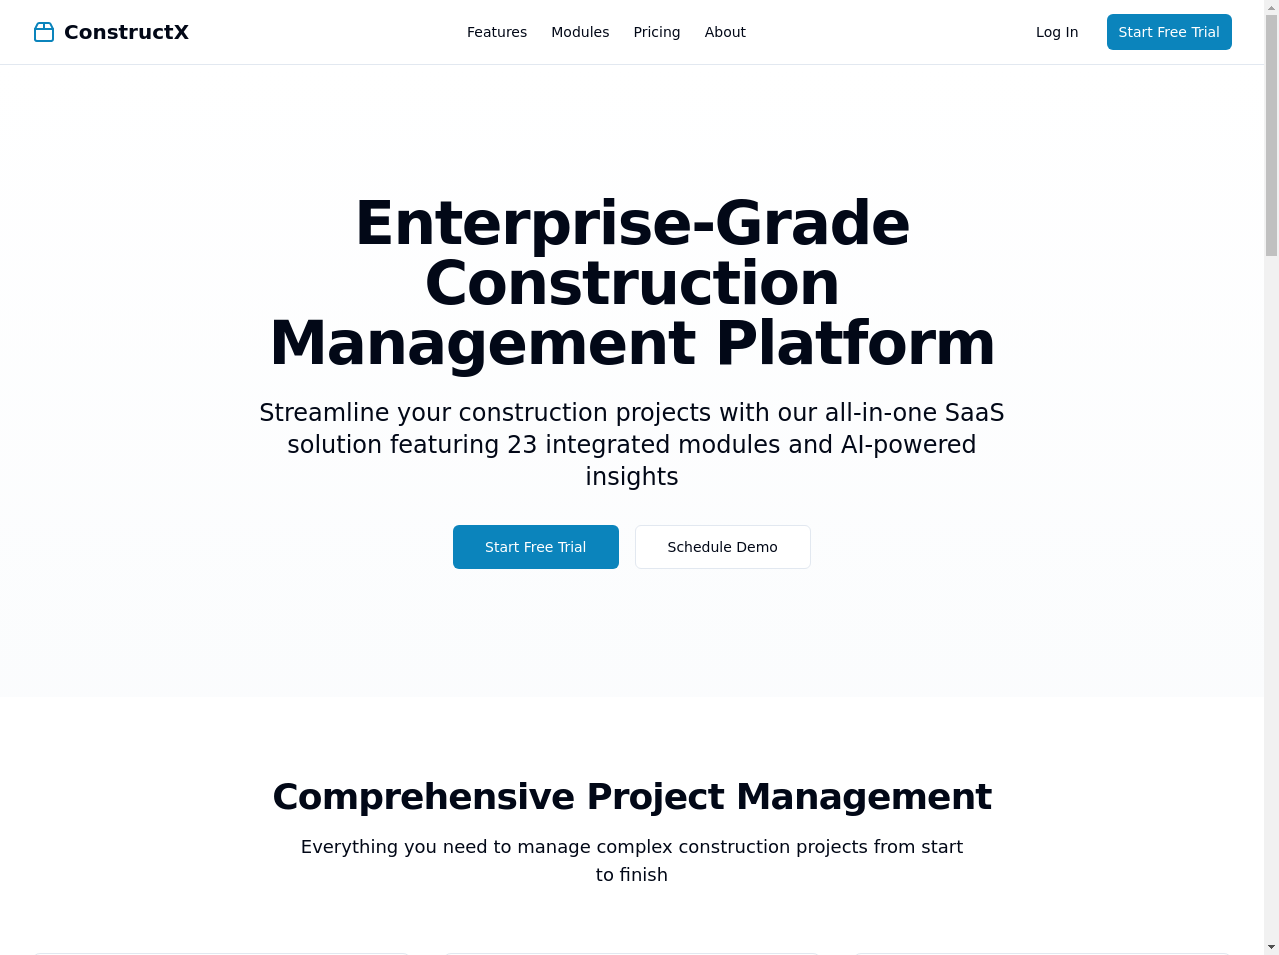 ConstructX
Features Modules Pricing About
Log In
Start Free Trial
Enterprise-Grade
Construction
Management Platform
Streamline your construction projects with our all-in-one SaaS
solution featuring 23 integrated modules and AI-powered
insights
Start Free Trial
Schedule Demo
Comprehensive Project Management
Everything you need to manage complex construction projects from start
to finish